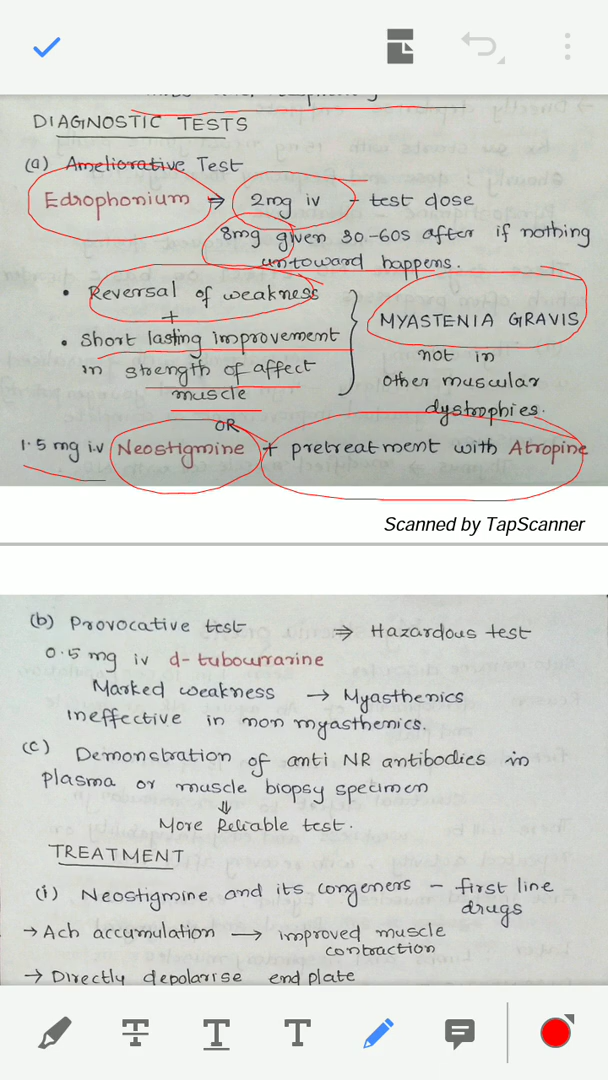 DIAGNOSTIC TESTS
(a) Ameliorative Test
Edrophonium ⇒ 2mg iv - test dose
8mg given 30-60s after if nothing
untoward happens.
• Reversal of weakness
+
• Short lasting improvement
in strength of affect
muscle
MYASTENIA GRAVIS
not in
other muscular
dystrophies.
OR
1.5 mg i.v Neostigmine + pretreatment with Atropine
Scanned by TapScanner
(b) Provocative test ⇒ Hazardous test
0.5 mg iv d-tubourrarine
Marked weakness → Myasthenics
Ineffective in non myasthenics.
(c) Demonstration of anti NR antibodies in
plasma or muscle biopsy specimen
⇓
More Reliable test.
TREATMENT
(i) Neostigmine and its congeners - first line
drugs
→ Ach accumulation → improved muscle
contraction
→ Directly depolarise end plate
T T T